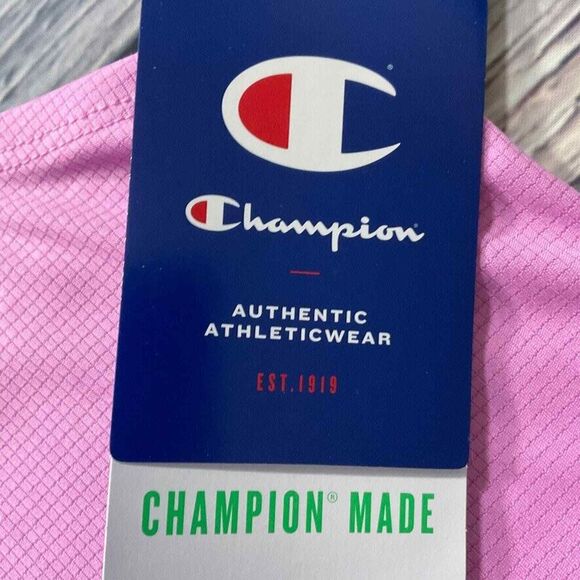 Champion
AUTHENTIC
ATHLETICWEAR
EST.1919
CHAMPION® MADE